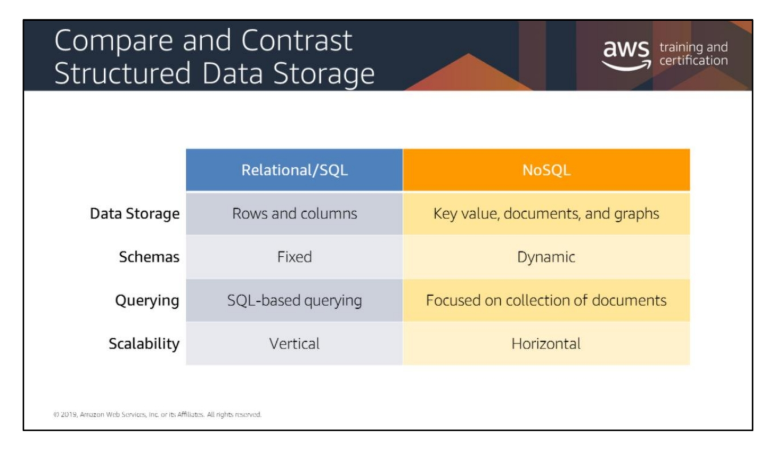 Compare and Contrast
Structured Data Storage
aws training and
certification
Relational/SQL NoSQL
Data Storage Rows and columns Key value, documents, and graphs
Schemas Fixed Dynamic
Querying SQL-based querying Focused on collection of documents
Scalability Vertical Horizontal
© 2019, Amazon Web Services, Inc. or its Affiliates. All rights reserved.